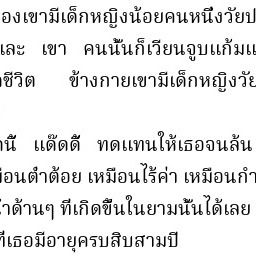 องเขามีเด็กหญิงน้อยคนหนึ่งวัยป
และ เขา คนนั้นก็เวียนจูบแก้มแ
ชีวิต ข้างกายเขามีเด็กหญิงวัย
นี้ แด๊ดดี้ ทดแทนให้เธอจนล้น
มือนต่ำต้อย เหมือนไร้ค่า เหมือนกำ
ด้านๆ ที่เกิดขึ้นในยามนั้นได้เลย
ที่เธอมีอายุครบสิบสามปี